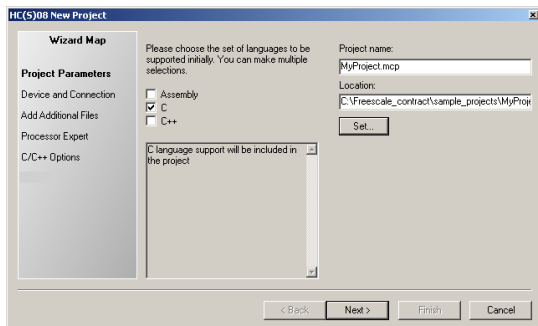 HC(S)08 New Project
Wizard Map
Project Parameters
Device and Connection
Add Additional Files
Processor Expert
C/C++ Options
Please choose the set of languages to be
supported initially. You can make multiple
selections.
Assembly
C
C++
C language support will be included in
the project
Project name:
MyProject.mcp
Location:
C:\Freescale_contract\sample_projects\MyProje
Set...
< Back
Next >
Finish
Cancel